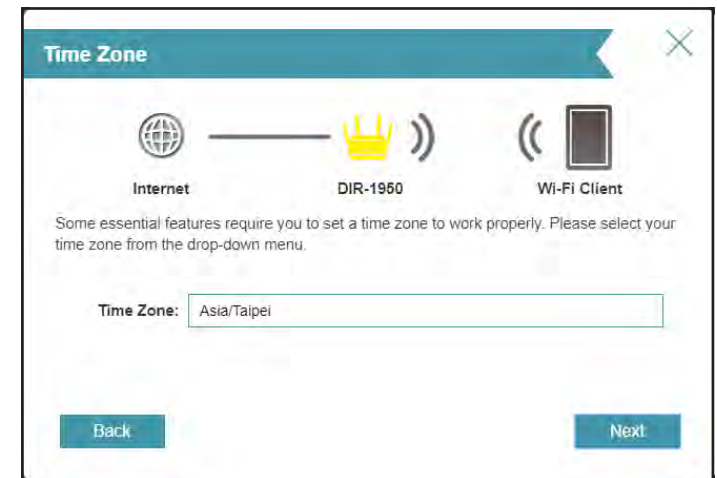 Time Zone
Internet
DIR-1950
Wi-Fi Client
Some essential features require you to set a time zone to work properly. Please select your
time zone from the drop-down menu.
Time Zone: Asia/Taipei
Back
Next